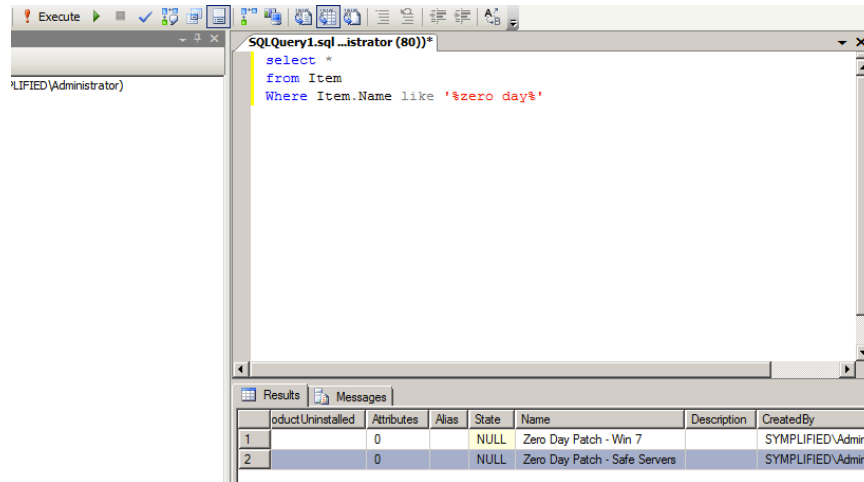 Execute
SQLQuery1.sql ...istrator (80))*
select *
from Item
Where Item.Name like '%zero day%'
PLIFIED\Administrator)
Results Messages
oductUninstalled Attributes Alias State Name Description CreatedBy
1 0 NULL Zero Day Patch - Win 7 SYMPLIFIED\Admir
2 0 NULL Zero Day Patch - Safe Servers SYMPLIFIED\Admir